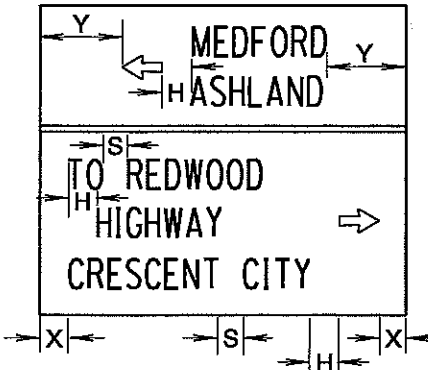 Y MEDFORD Y
H ASHLAND
S
TO REDWOOD
H
HIGHWAY
CRESCENT CITY
X S X
H